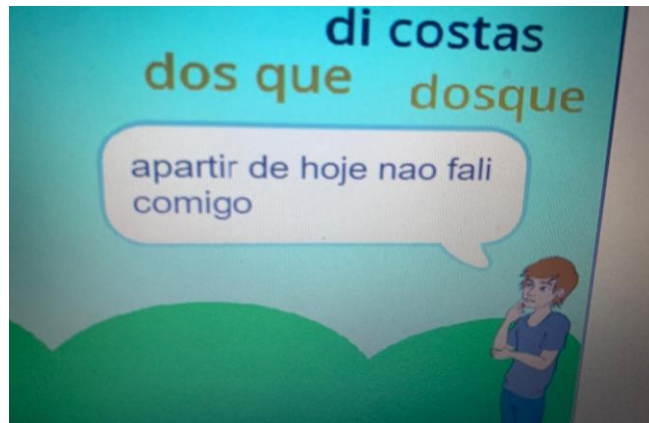 di costas
dos que
dosque
apartir de hoje nao fali
comigo